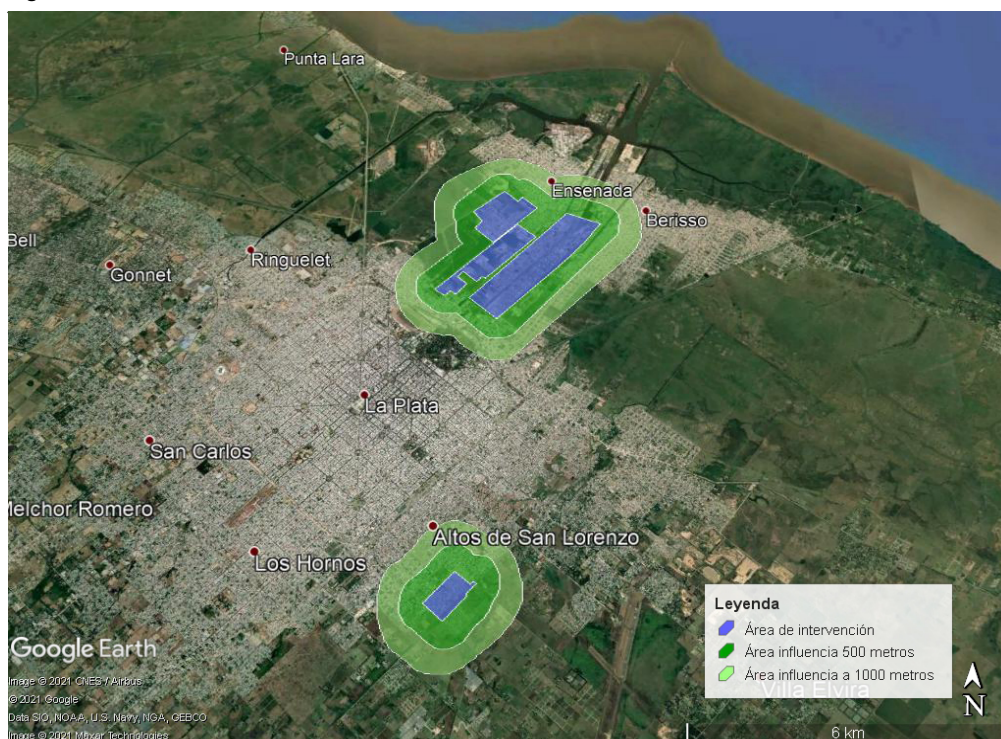 Punta Lara
Ensenada
Berisso
Bell
Ringuelet
Gonnet
La Plata
San Carlos
Melchor Romero
Altos de San Lorenzo
Los Hornos
Leyenda
Área de intervención
Área influencia 500 metros
Área influencia a 1000 metros
Villa Elvira
Google Earth
Image © 2021 CNES / Airbus
© 2021 Google
Data SIO, NOAA, U.S. Navy, NGA, GEBCO
Image © 2021 Maxar Technologies
N
6 km